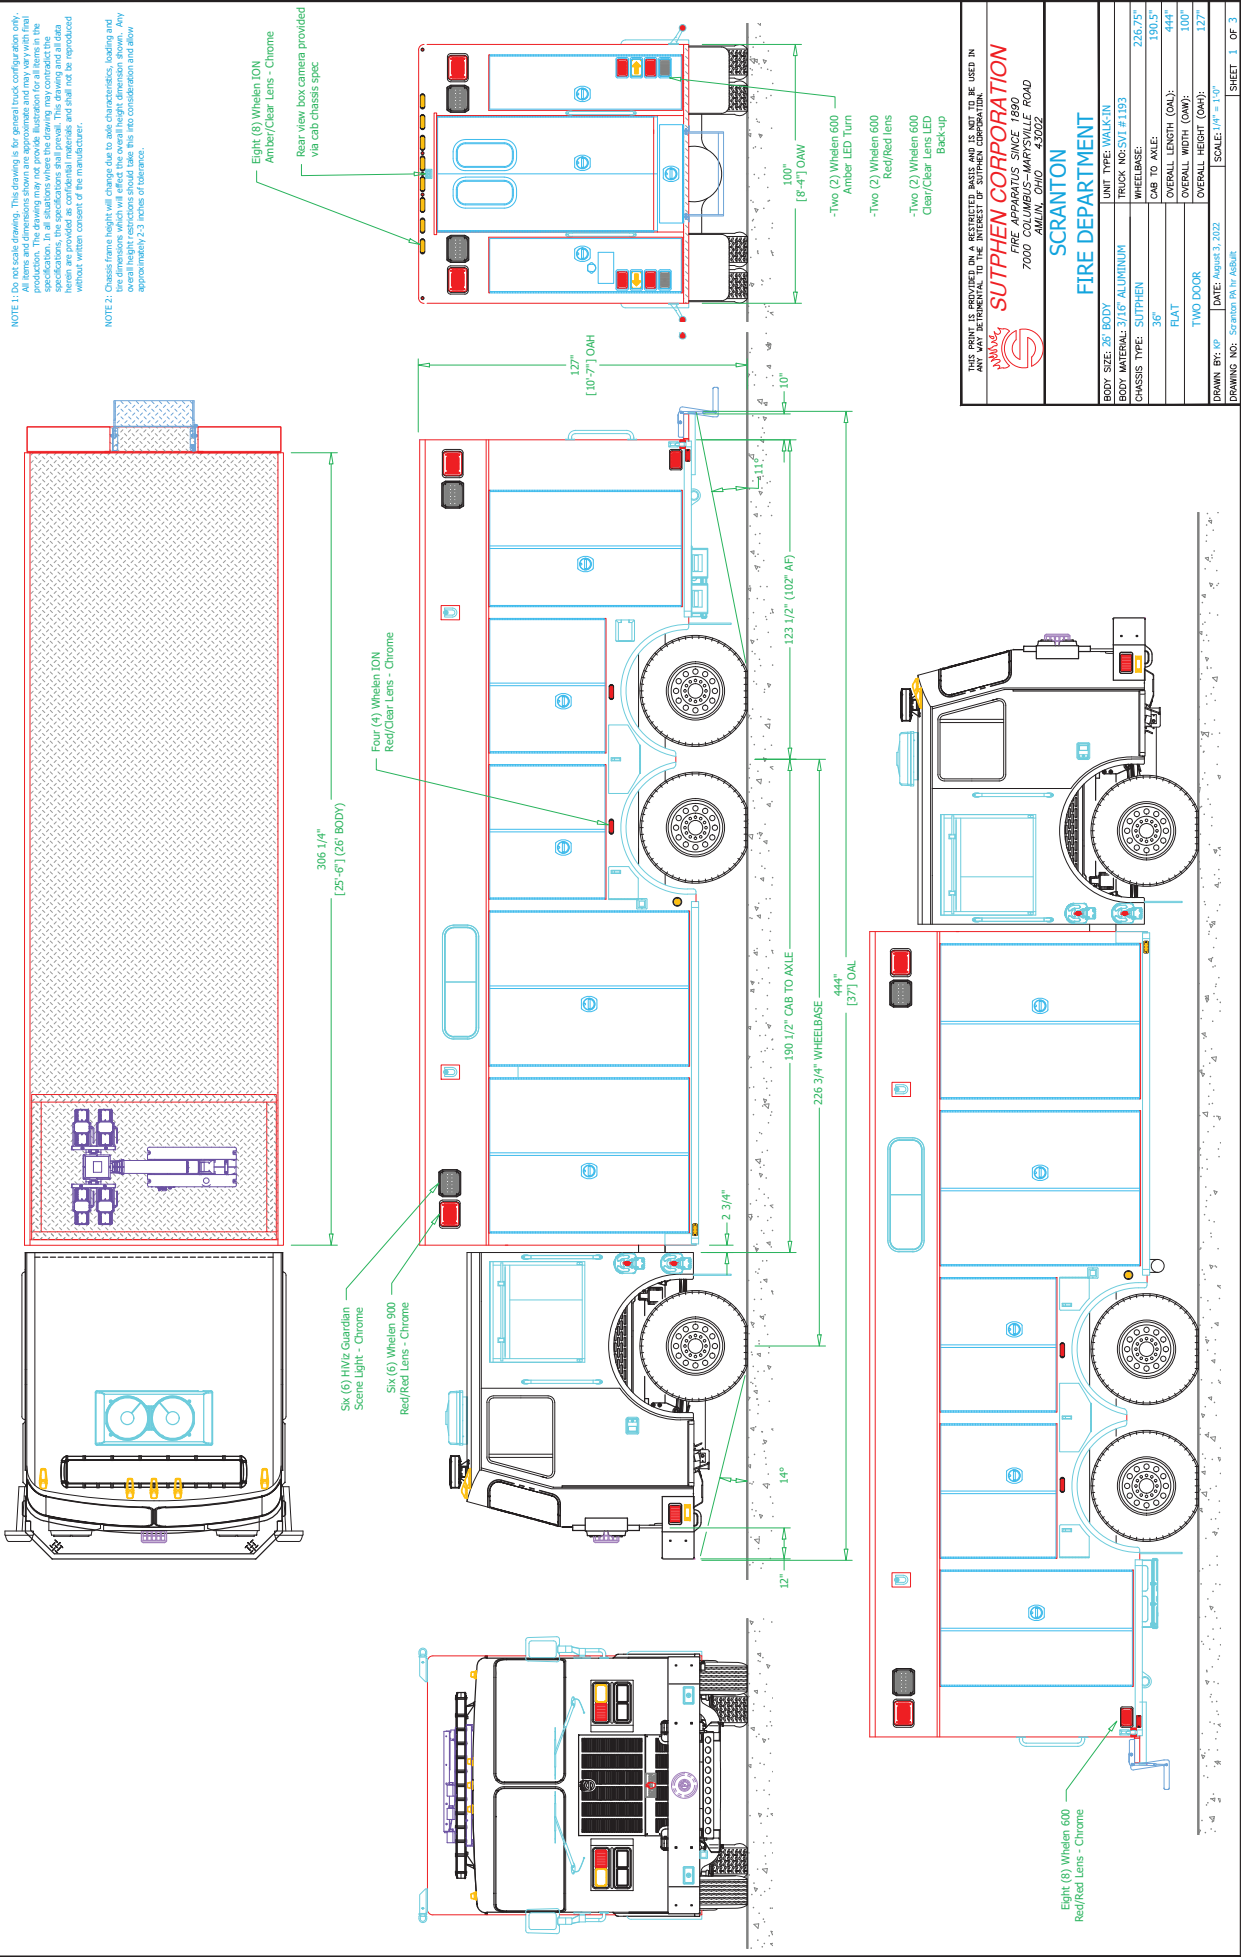 NOTE 1: Do not scale drawing. This drawing is for general truck configuration only.
All items and dimensions shown are approximate and may vary with final
production. The drawing may not provide illustration for all items in the
specification. In all situations where the drawing may contradict the
specifications, the specifications shall prevail. This drawing and all data
herein are provided as confidential materials and shall not be reproduced
without written consent of the manufacturer.
NOTE 2: Chassis frame height will change due to axle characteristics, loading and
tire dimensions which will effect the overall height dimension shown. Any
overall height restrictions should take this into consideration and allow
approximately 2-3 inches of tolerance.
306 1/4"
[25'-6"] (26' BODY)
Eight (8) Whelen ION
Amber/Clear Lens - Chrome
Rear view box camera provided
via cab chassis spec
Six (6) HiViz Guardian
Scene Light - Chrome
Six (6) Whelen 900
Red/Red Lens - Chrome
Four (4) Whelen ION
Red/Clear Lens - Chrome
127"
[10'-7"] OAH
100"
[8'-4"] OAW
12"
14°
2 3/4"
190 1/2" CAB TO AXLE
123 1/2" (102" AF)
11°
10"
226 3/4" WHEELBASE
444"
[37'] OAL
-Two (2) Whelen 600
Amber LED Turn
-Two (2) Whelen 600
Red/Red lens
-Two (2) Whelen 600
Clear/Clear Lens LED
Back-up
Eight (8) Whelen 600
Red/Red Lens - Chrome
THIS PRINT IS PROVIDED ON A RESTRICTED BASIS AND IS NOT TO BE USED IN
ANY WAY DETRIMENTAL TO THE INTEREST OF SUTPHEN CORPORATION.
SUTPHEN CORPORATION
FIRE APPARATUS SINCE 1890
7000 COLUMBUS-MARYSVILLE ROAD
AMLIN, OHIO 43002
SCRANTON
FIRE DEPARTMENT
BODY SIZE: 26' BODY UNIT TYPE: WALK-IN
BODY MATERIAL: 3/16" ALUMINUM TRUCK NO: SVI #1193
CHASSIS TYPE: SUTPHEN WHEELBASE: 226.75"
36" CAB TO AXLE: 190.5"
FLAT OVERALL LENGTH (OAL): 444"
OVERALL WIDTH (OAW): 100"
TWO DOOR OVERALL HEIGHT (OAH): 127"
DRAWN BY: KP DATE: August 3, 2022 SCALE: 1/4" = 1'-0"
DRAWING NO: Scranton PA hr AsBuilt SHEET 1 OF 3